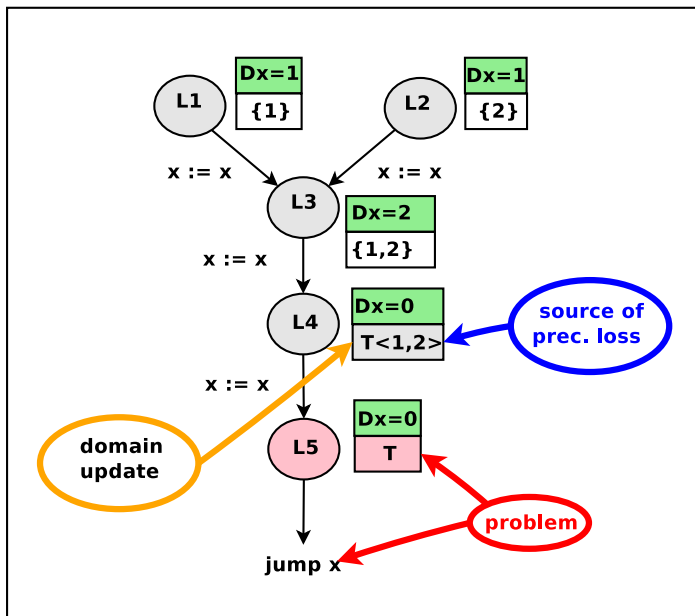 Dx=1
L1
{1}
Dx=1
L2
{2}
x := x
x := x
L3
Dx=2
{1,2}
x := x
L4
Dx=0
T<1,2>
source of
prec. loss
x := x
domain
update
L5
Dx=0
T
problem
jump x